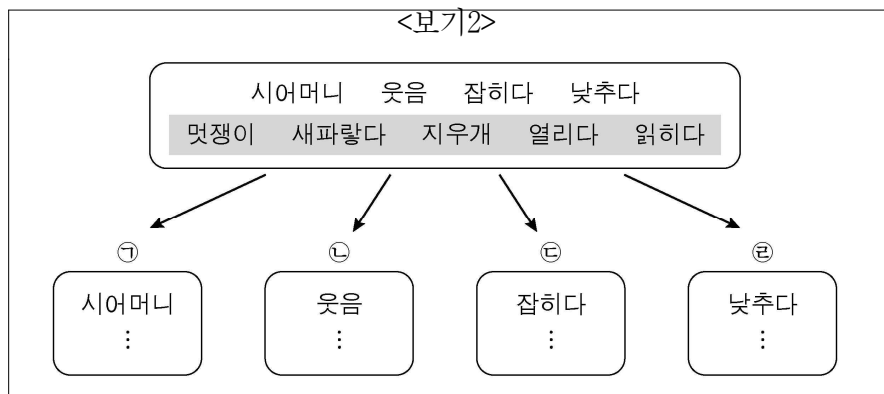 <보기2>
시어머니 웃음 잡히다 낮추다
멋쟁이 새파랗다 지우개 열리다 읽히다
㉠ ㉡ ㉢ ㉣
시어머니 웃음 잡히다 낮추다
⋮ ⋮ ⋮ ⋮